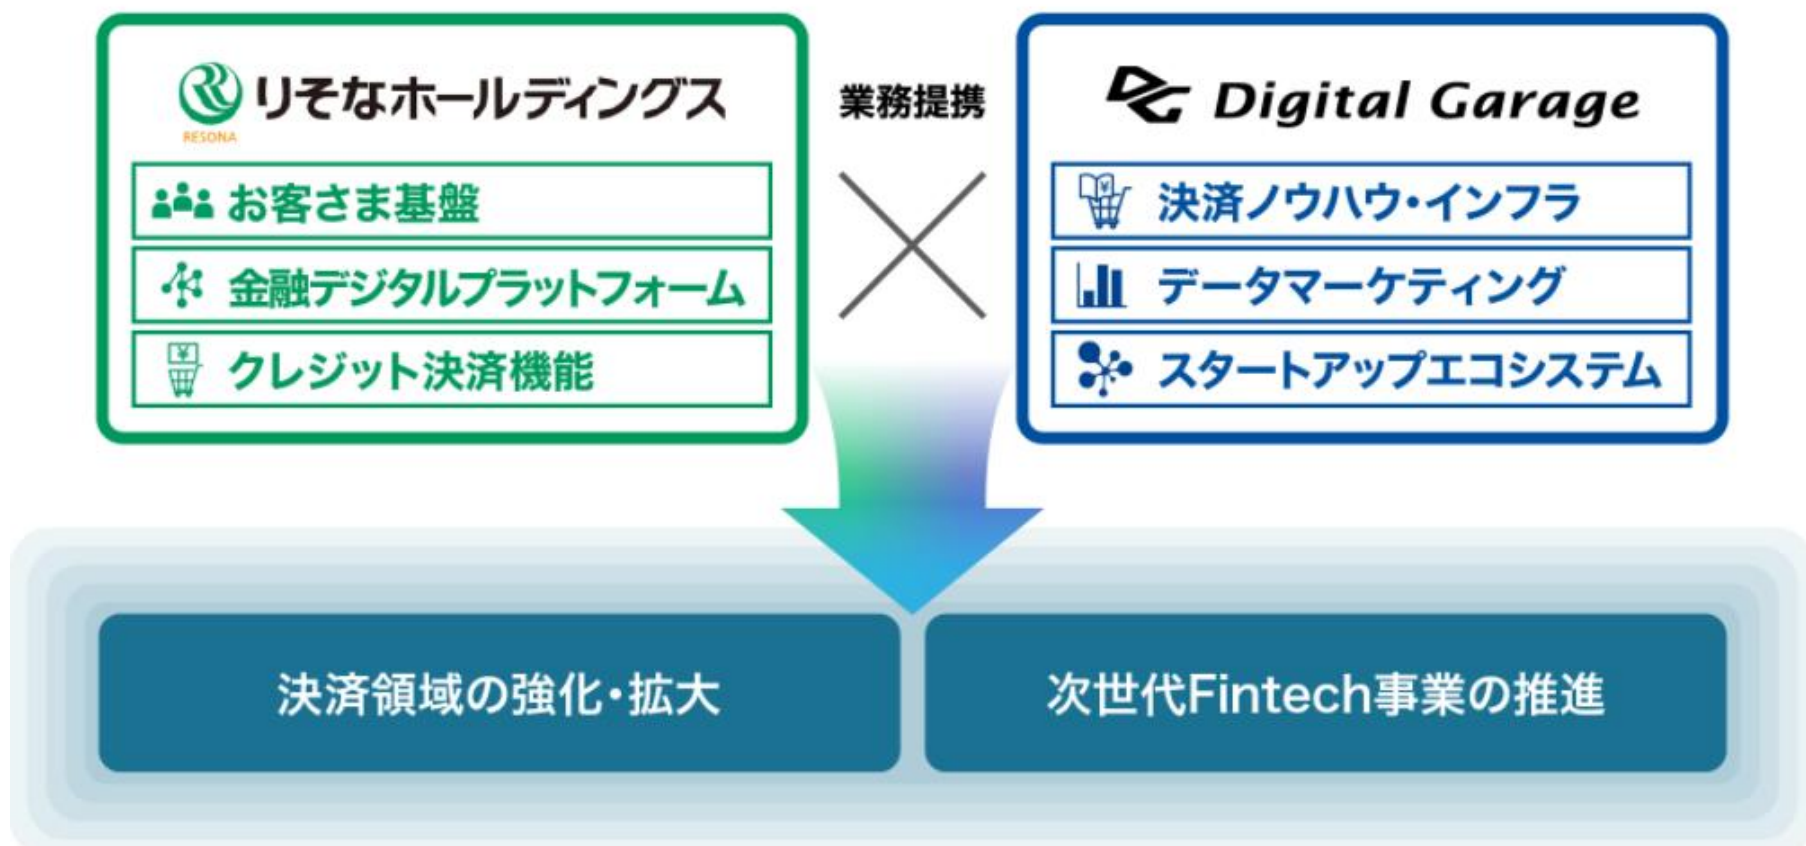 りそなホールディングス
RESONA
お客さま基盤
金融デジタルプラットフォーム
¥
クレジット決済機能
業務提携
DG Digital Garage
¥
決済ノウハウ・インフラ
データマーケティング
スタートアップエコシステム
決済領域の強化・拡大
次世代Fintech事業の推進